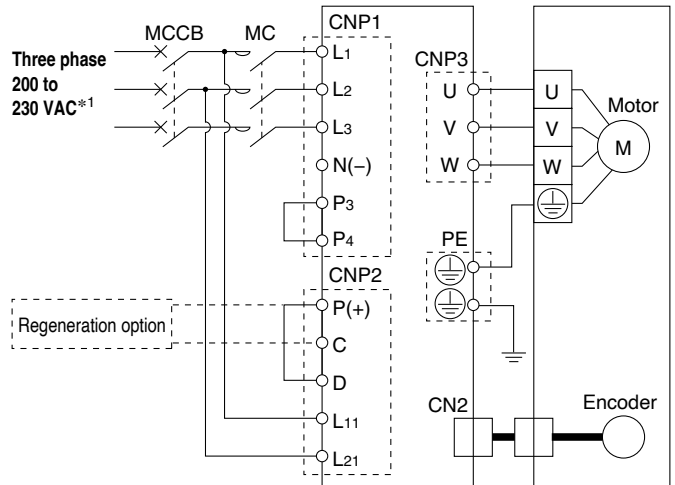 MCCB MC CNP1
Three phase
200 to
230 VAC*1
L1
L2
L3
N(−)
P3
P4
CNP2
Regeneration option
P(+)
C
D
L11
L21
CNP3
U
V
W
PE
CN2
U
V
W
Motor
M
Encoder